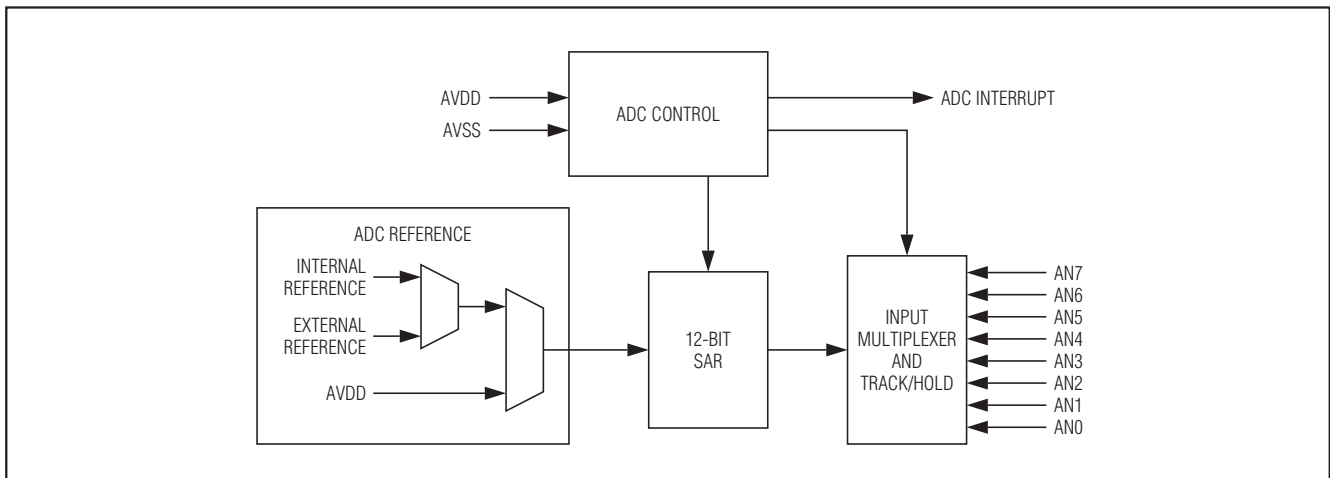 AVDD
AVSS
ADC CONTROL
ADC INTERRUPT
ADC REFERENCE
INTERNAL
REFERENCE
EXTERNAL
REFERENCE
AVDD
12-BIT
SAR
INPUT
MULTIPLEXER
AND
TRACK/HOLD
AN7
AN6
AN5
AN4
AN3
AN2
AN1
AN0